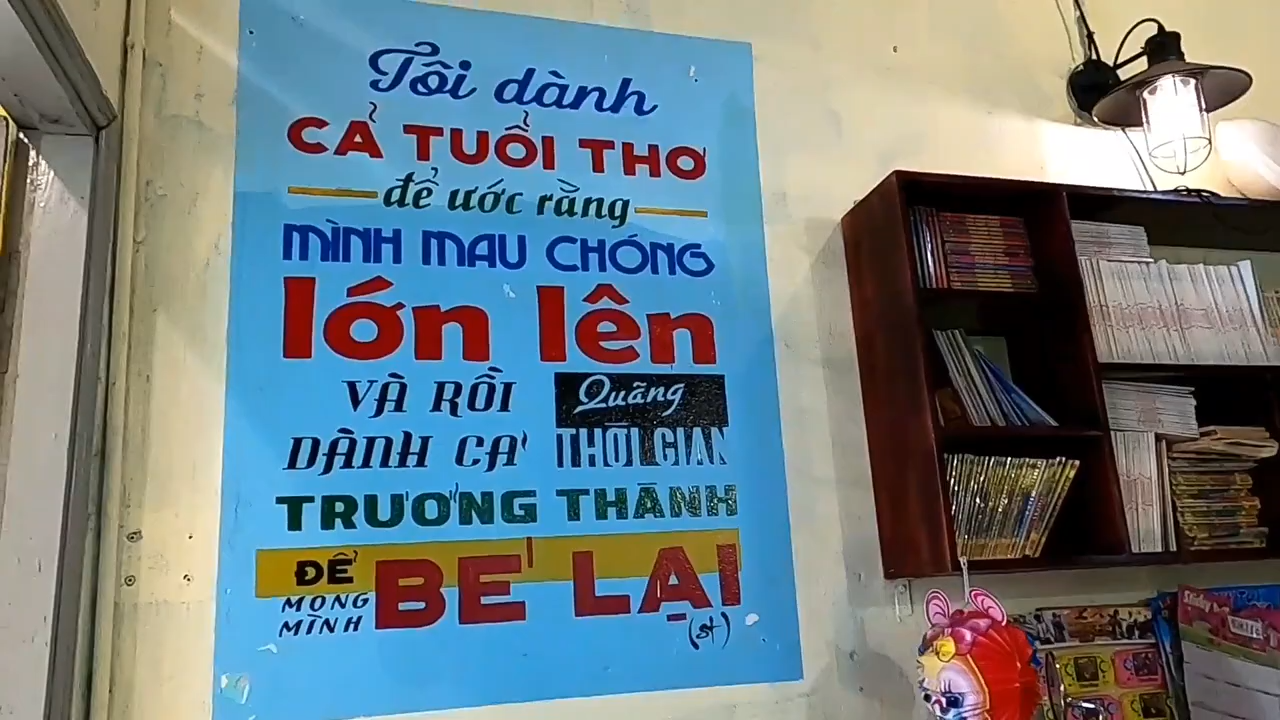 Tôi dành
CẢ TUỔI THƠ
để ước rằng
MÌNH MAU CHÓNG
lớn lên
VÀ RỒI Quãng
DÀNH CẢ THỜI GIAN
TRƯỞNG THÀNH
ĐỂ BÉ LẠI
MONG
MÌNH
(st)